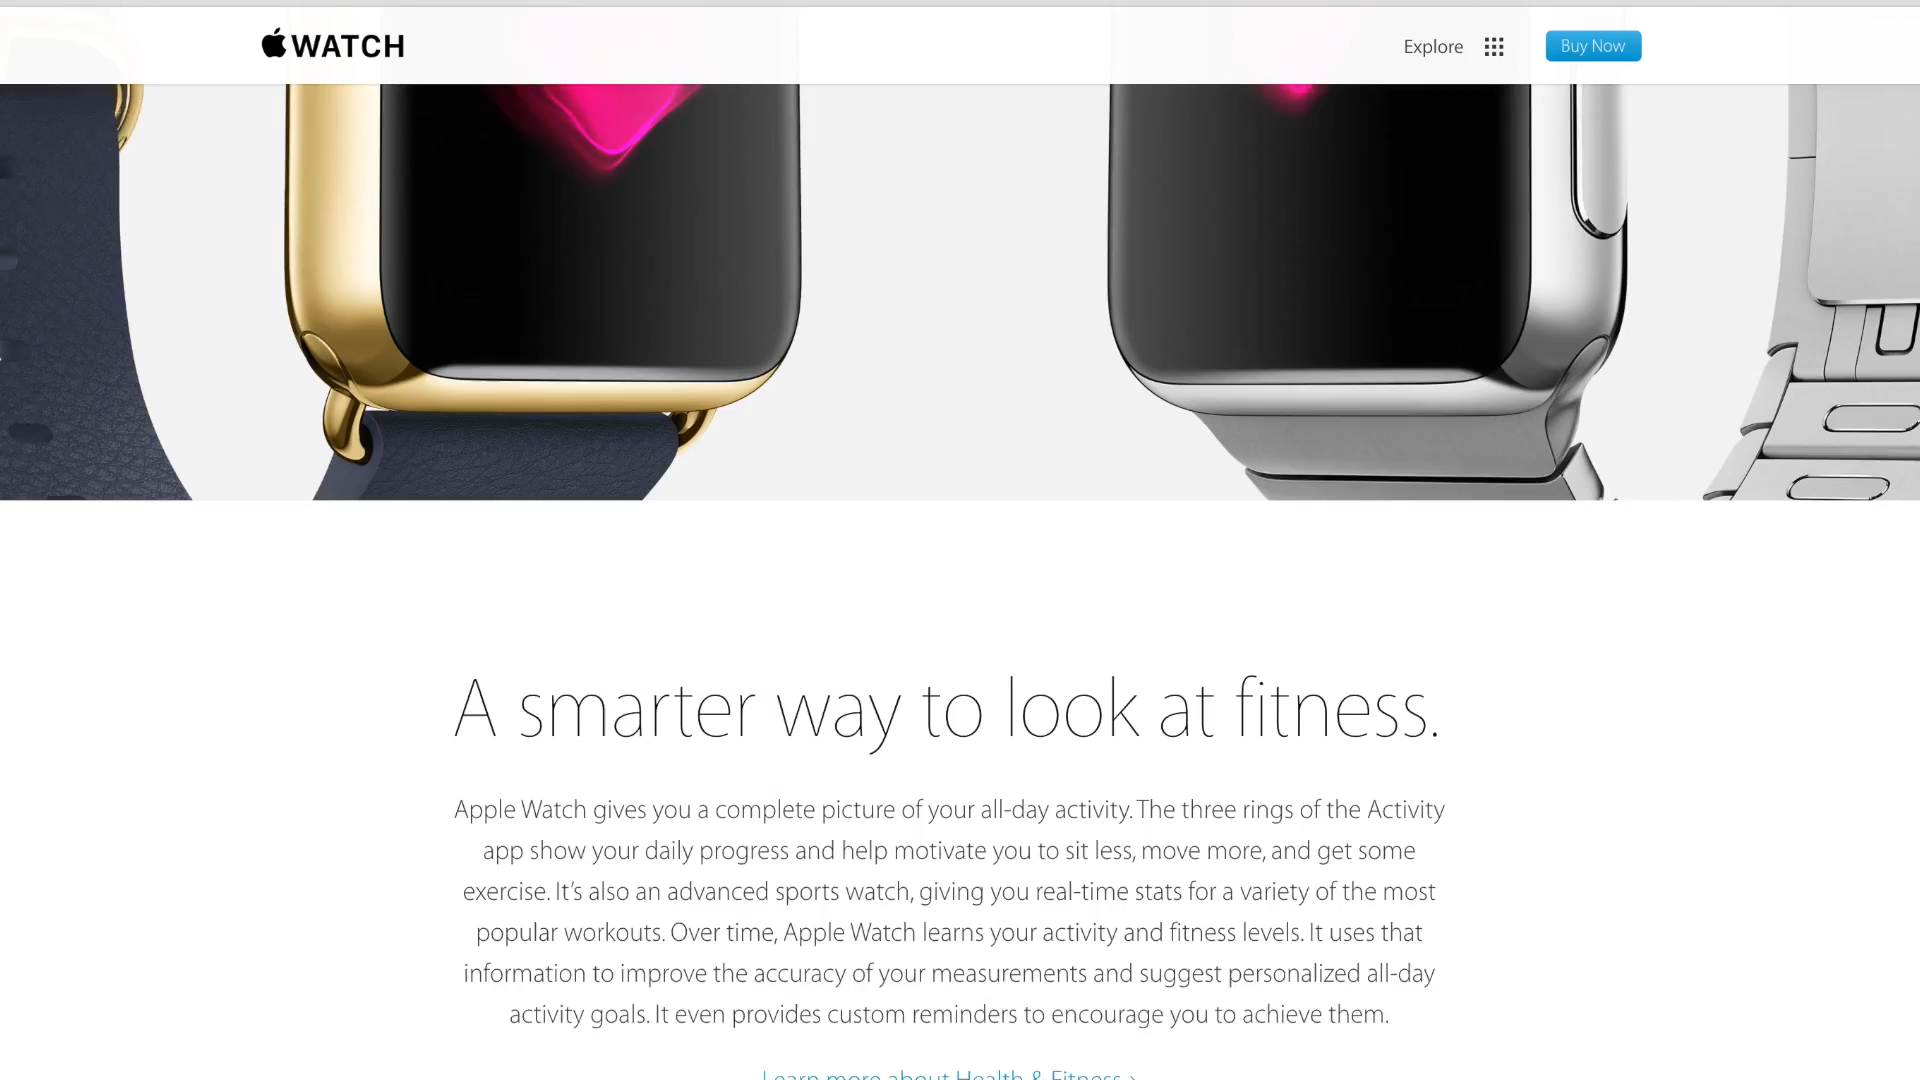 WATCH
Explore
Buy Now
A smarter way to look at fitness.
Apple Watch gives you a complete picture of your all-day activity. The three rings of the Activity
app show your daily progress and help motivate you to sit less, move more, and get some
exercise. It’s also an advanced sports watch, giving you real-time stats for a variety of the most
popular workouts. Over time, Apple Watch learns your activity and fitness levels. It uses that
information to improve the accuracy of your measurements and suggest personalized all-day
activity goals. It even provides custom reminders to encourage you to achieve them.
Learn more about Health & Fitness ›